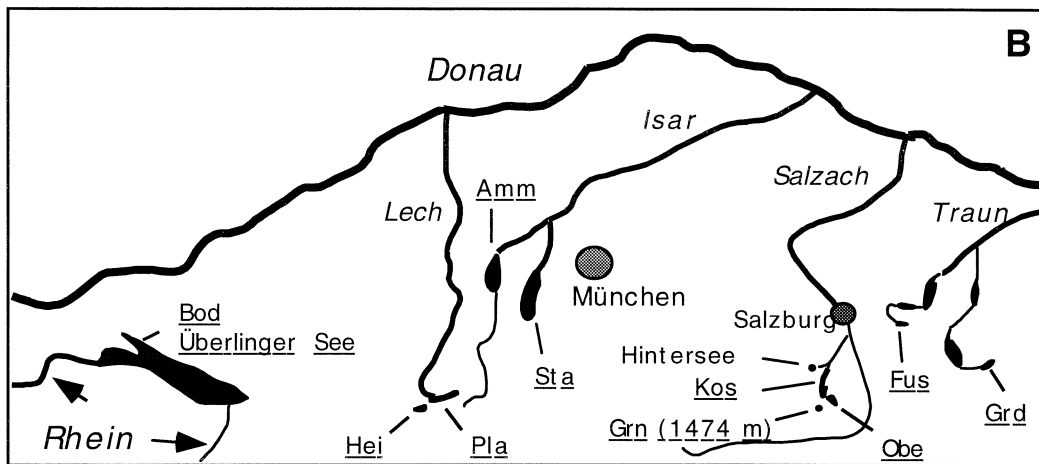 B
Donau
Isar
Amm
Lech
Salzach
Traun
München
Bod
Überlinger See
Salzburg
Hintersee
Sta
Kos
Fus
Grn (1474 m)
Grd
Rhein
Hei
Pla
Obe